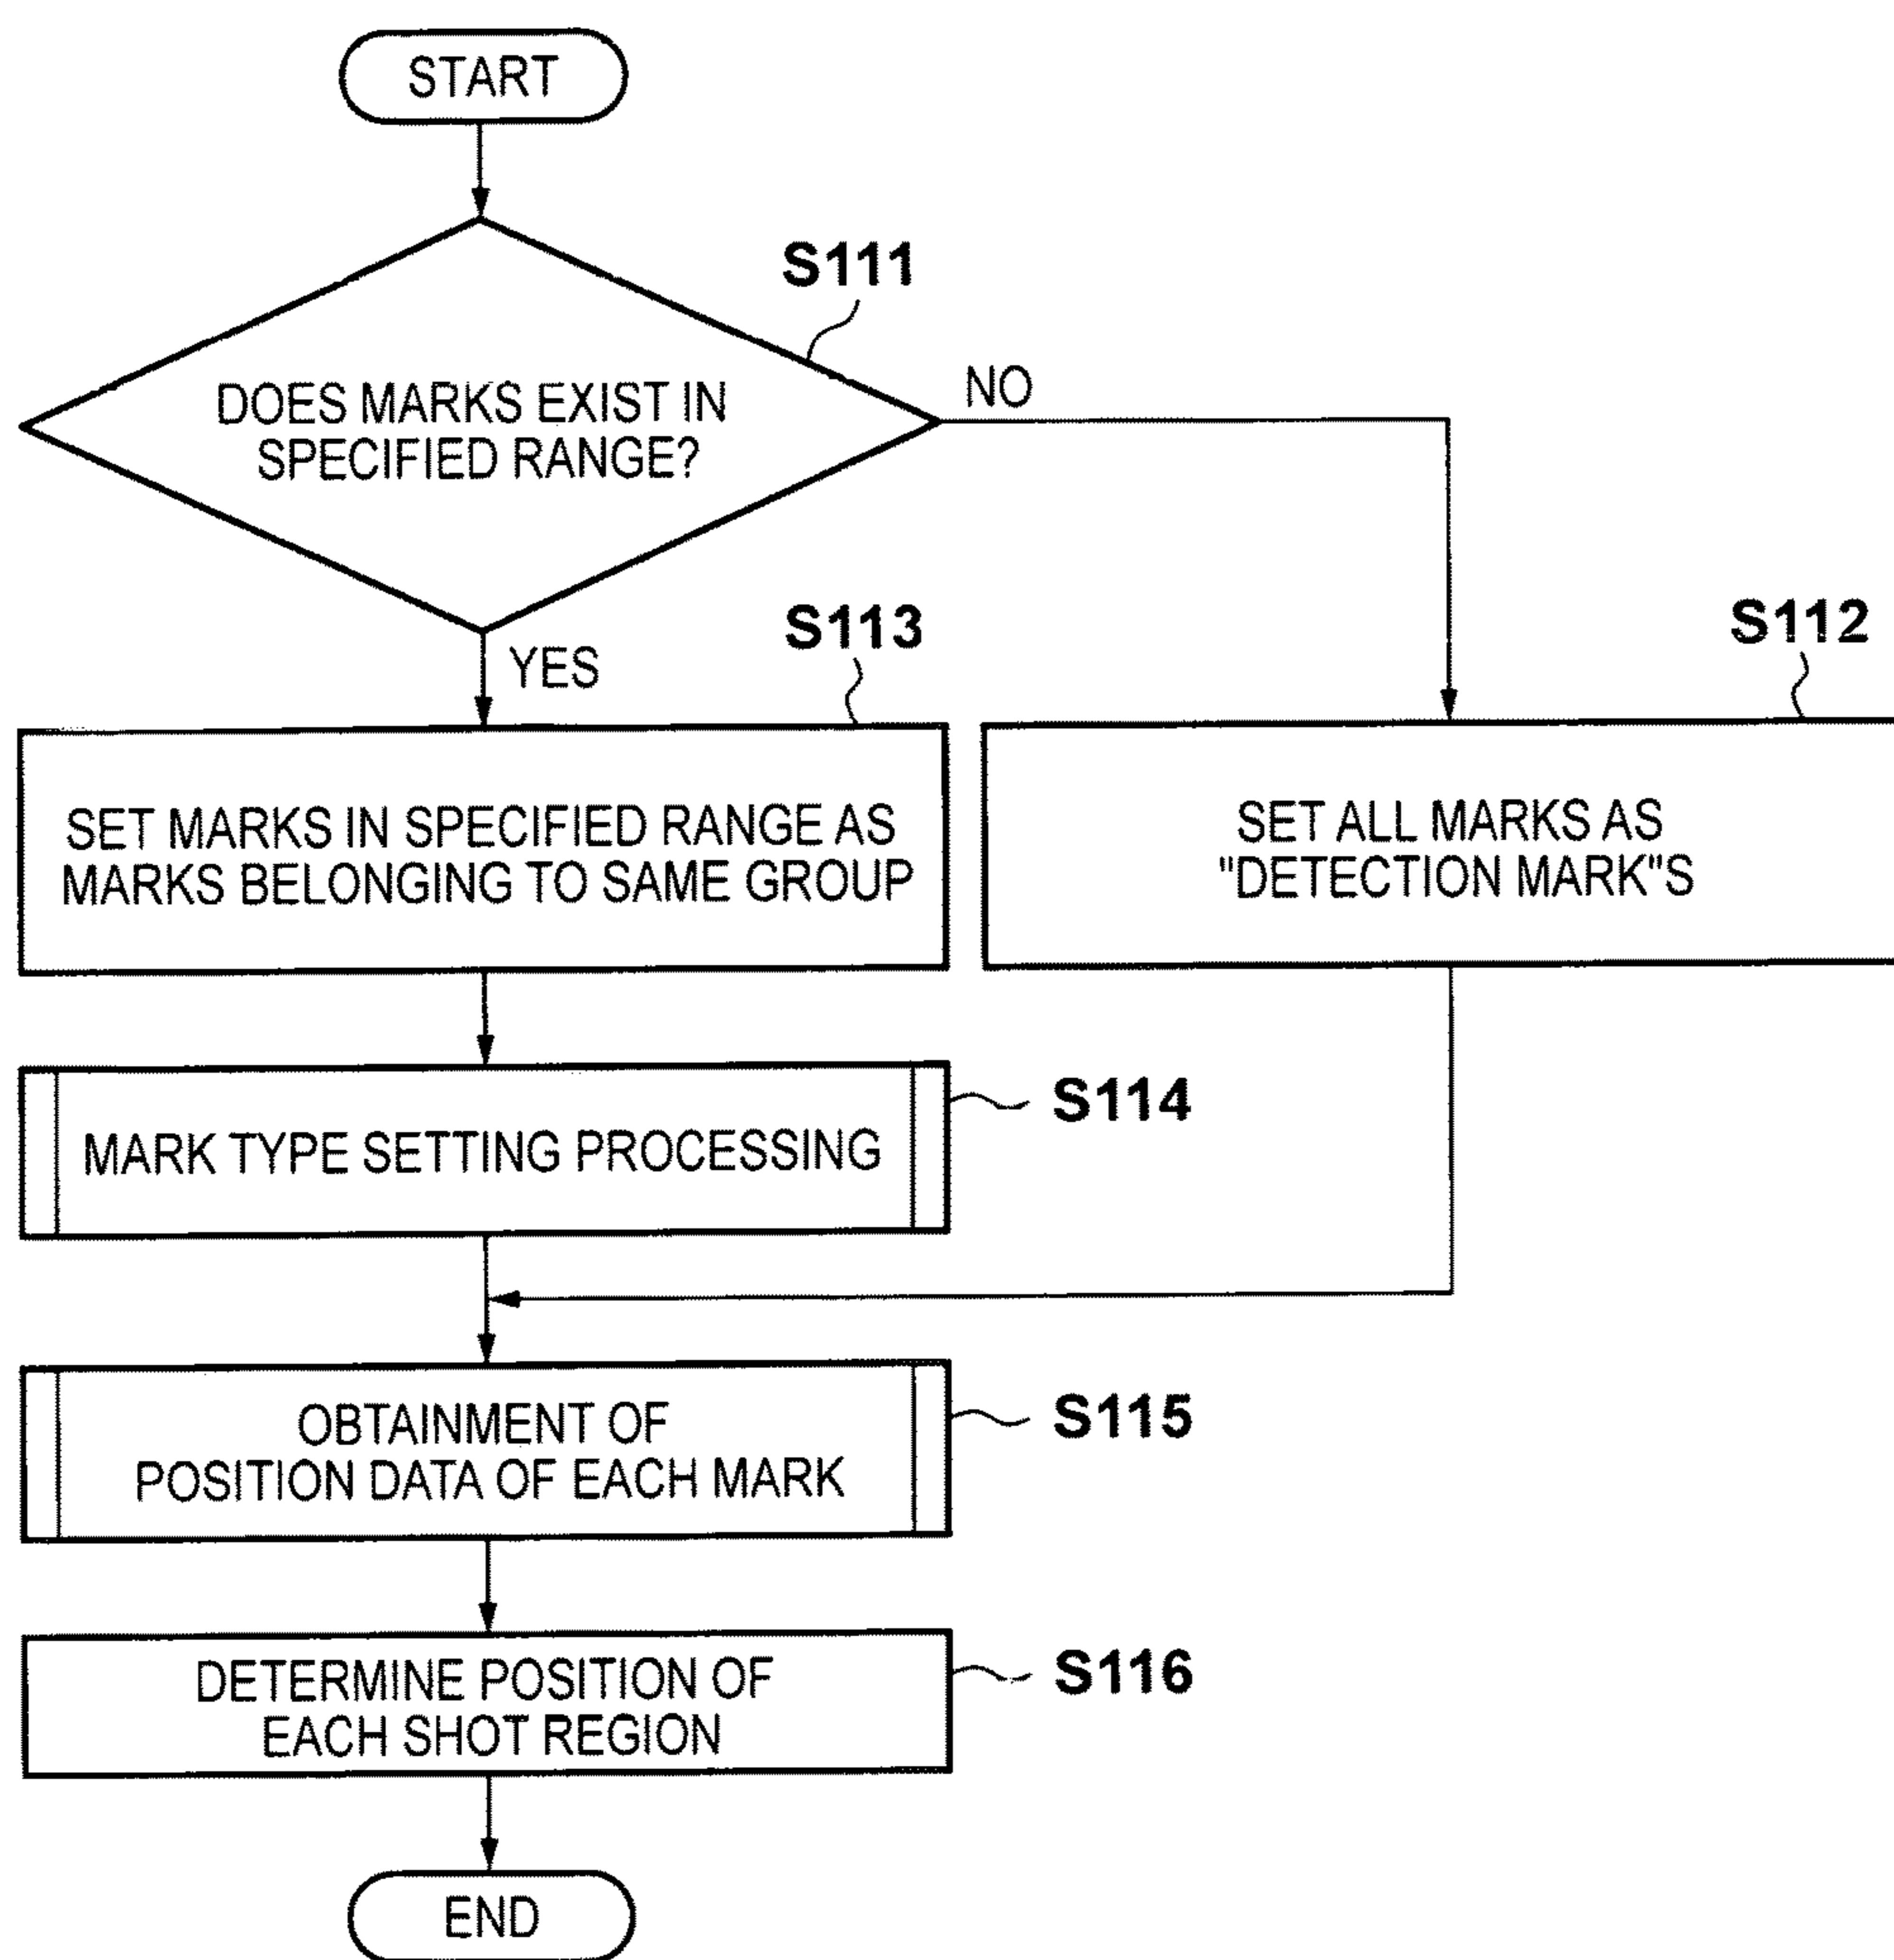 START
S111
DOES MARKS EXIST IN
SPECIFIED RANGE?
NO
YES
S113
SET MARKS IN SPECIFIED RANGE AS
MARKS BELONGING TO SAME GROUP
S112
SET ALL MARKS AS
"DETECTION MARK"S
MARK TYPE SETTING PROCESSING
S114
OBTAINMENT OF
POSITION DATA OF EACH MARK
S115
DETERMINE POSITION OF
EACH SHOT REGION
S116
END